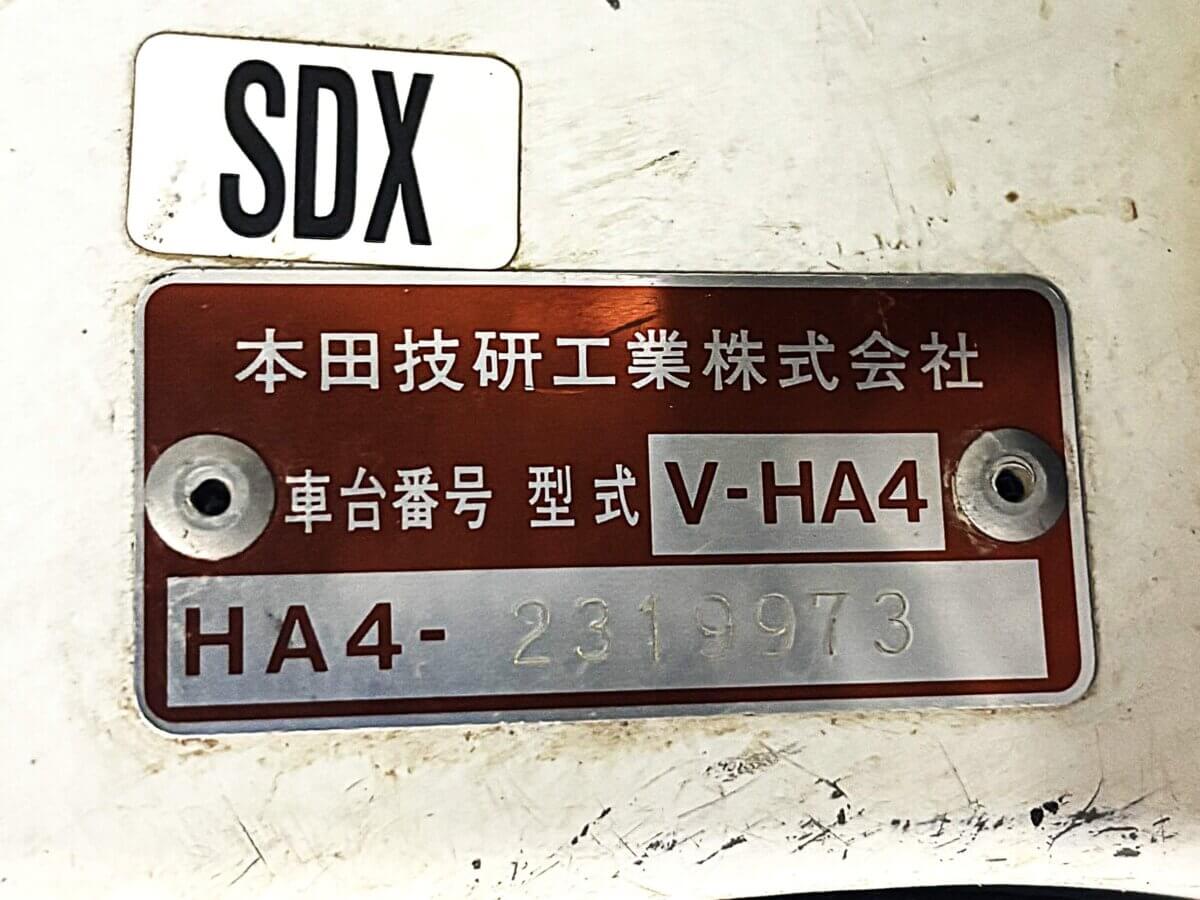 SDX
本田技研工業株式会社
車台番号 型式 V-HA4
HA4- 2319973